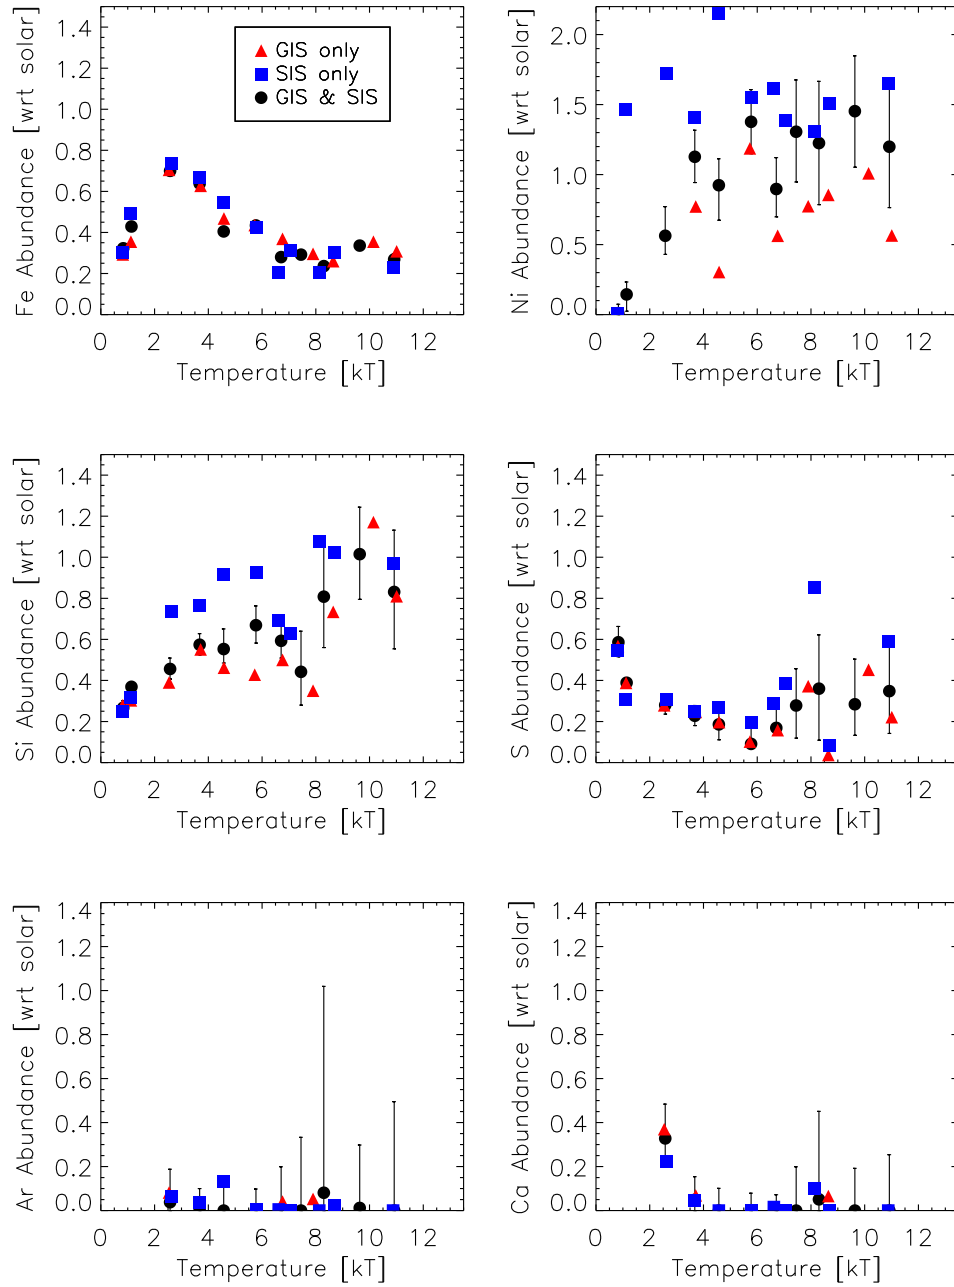 GIS only
SIS only
GIS & SIS
Fe Abundance [wrt solar]
1.4
1.2
1.0
0.8
0.6
0.4
0.2
0.0
0 2 4 6 8 10 12
Temperature [kT]
Ni Abundance [wrt solar]
2.0
1.5
1.0
0.5
0.0
0 2 4 6 8 10 12
Temperature [kT]
Si Abundance [wrt solar]
1.4
1.2
1.0
0.8
0.6
0.4
0.2
0.0
0 2 4 6 8 10 12
Temperature [kT]
S Abundance [wrt solar]
1.4
1.2
1.0
0.8
0.6
0.4
0.2
0.0
0 2 4 6 8 10 12
Temperature [kT]
Ar Abundance [wrt solar]
1.4
1.2
1.0
0.8
0.6
0.4
0.2
0.0
0 2 4 6 8 10 12
Temperature [kT]
Ca Abundance [wrt solar]
1.4
1.2
1.0
0.8
0.6
0.4
0.2
0.0
0 2 4 6 8 10 12
Temperature [kT]